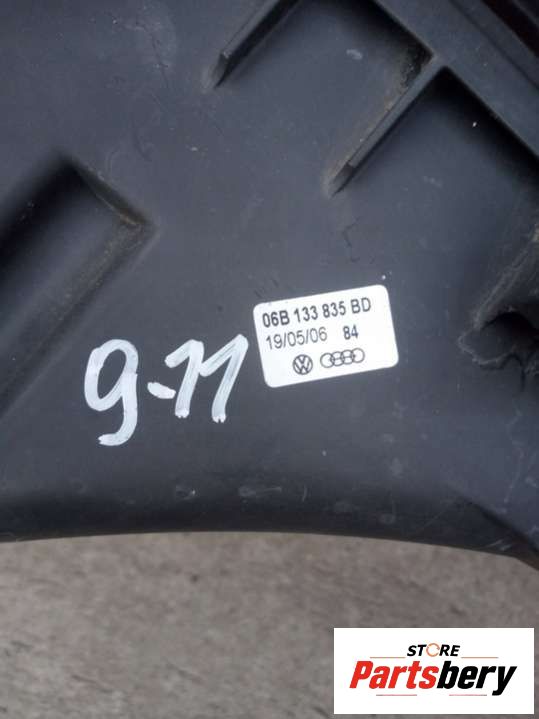 06B 133 835 BD
19/05/06 84
9-11
STORE
Partsbery